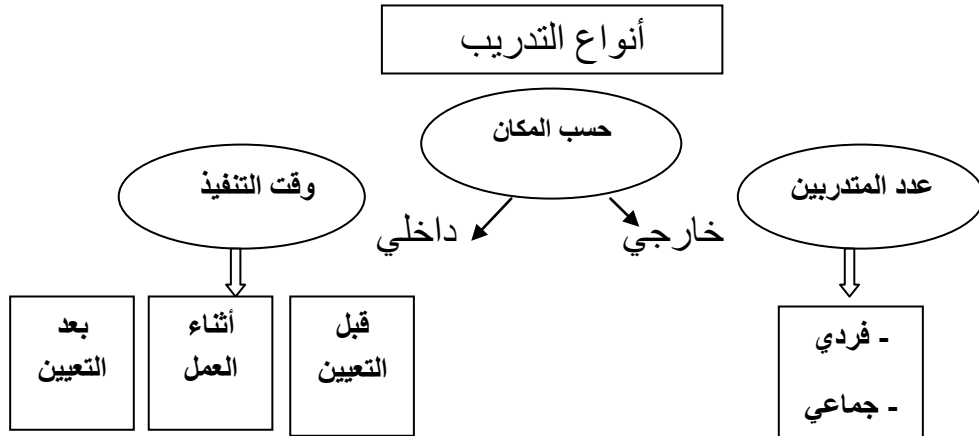 أنواع التدريب
حسب المكان
عدد المتدربين
وقت التنفيذ
خارجي
داخلي
- فردي
- جماعي
قبل
التعيين
أثناء
العمل
بعد
التعيين